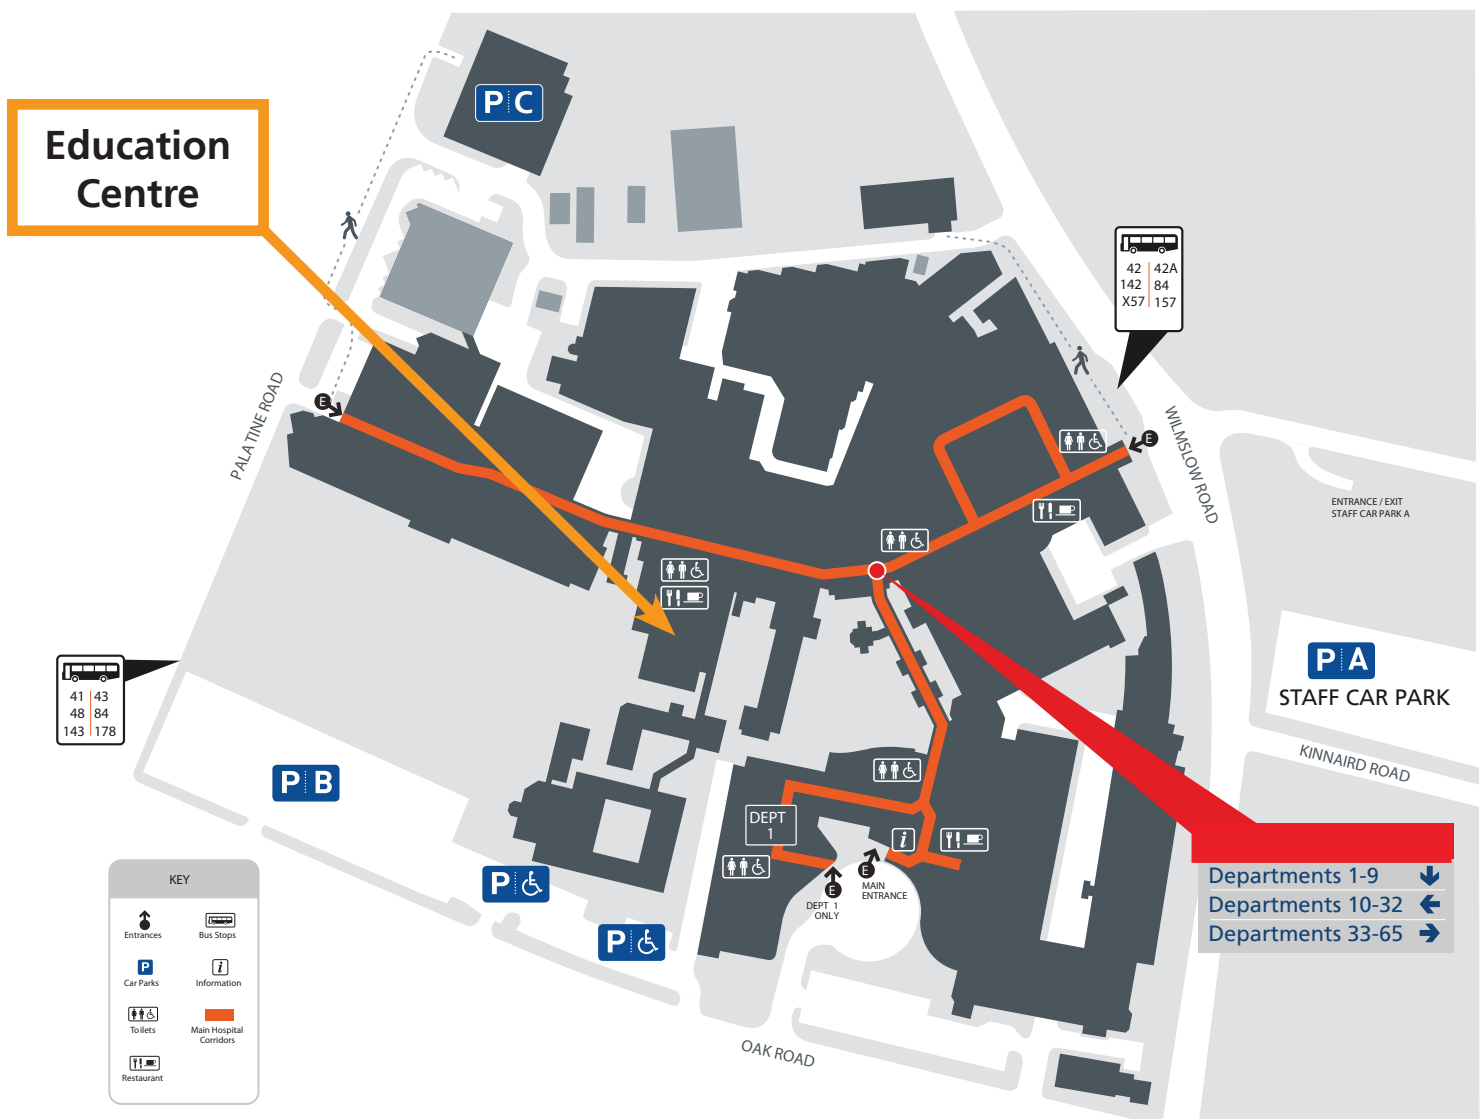 P C
Education
Centre
42 42A
142 84
X57 157
PALATINE ROAD
E
E
WILMSLOW ROAD
ENTRANCE / EXIT
STAFF CAR PARK A
P A
STAFF CAR PARK
KINNAIRD ROAD
41 43
48 84
143 178
P B
DEPT
1
i
E
MAIN
ENTRANCE
E
DEPT 1
ONLY
P
P
Departments 1-9
Departments 10-32
Departments 33-65
OAK ROAD
KEY
Entrances
Bus Stops
P
i
Car Parks
Information
Toilets
Main Hospital
Corridors
Restaurant